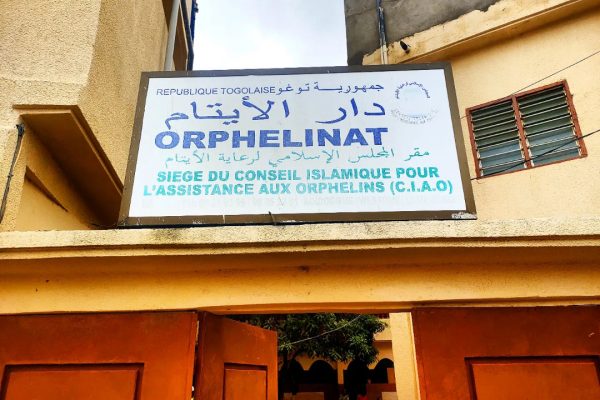 REPUBLIQUE TOGOLAISE جمهورية توغو
دار الأيتام
ORPHELINAT
مقر المجلس الإسلامي لرعاية الأيتام
SIEGE DU CONSEIL ISLAMIQUE POUR
L'ASSISTANCE AUX ORPHELINS (C.I.A.O)